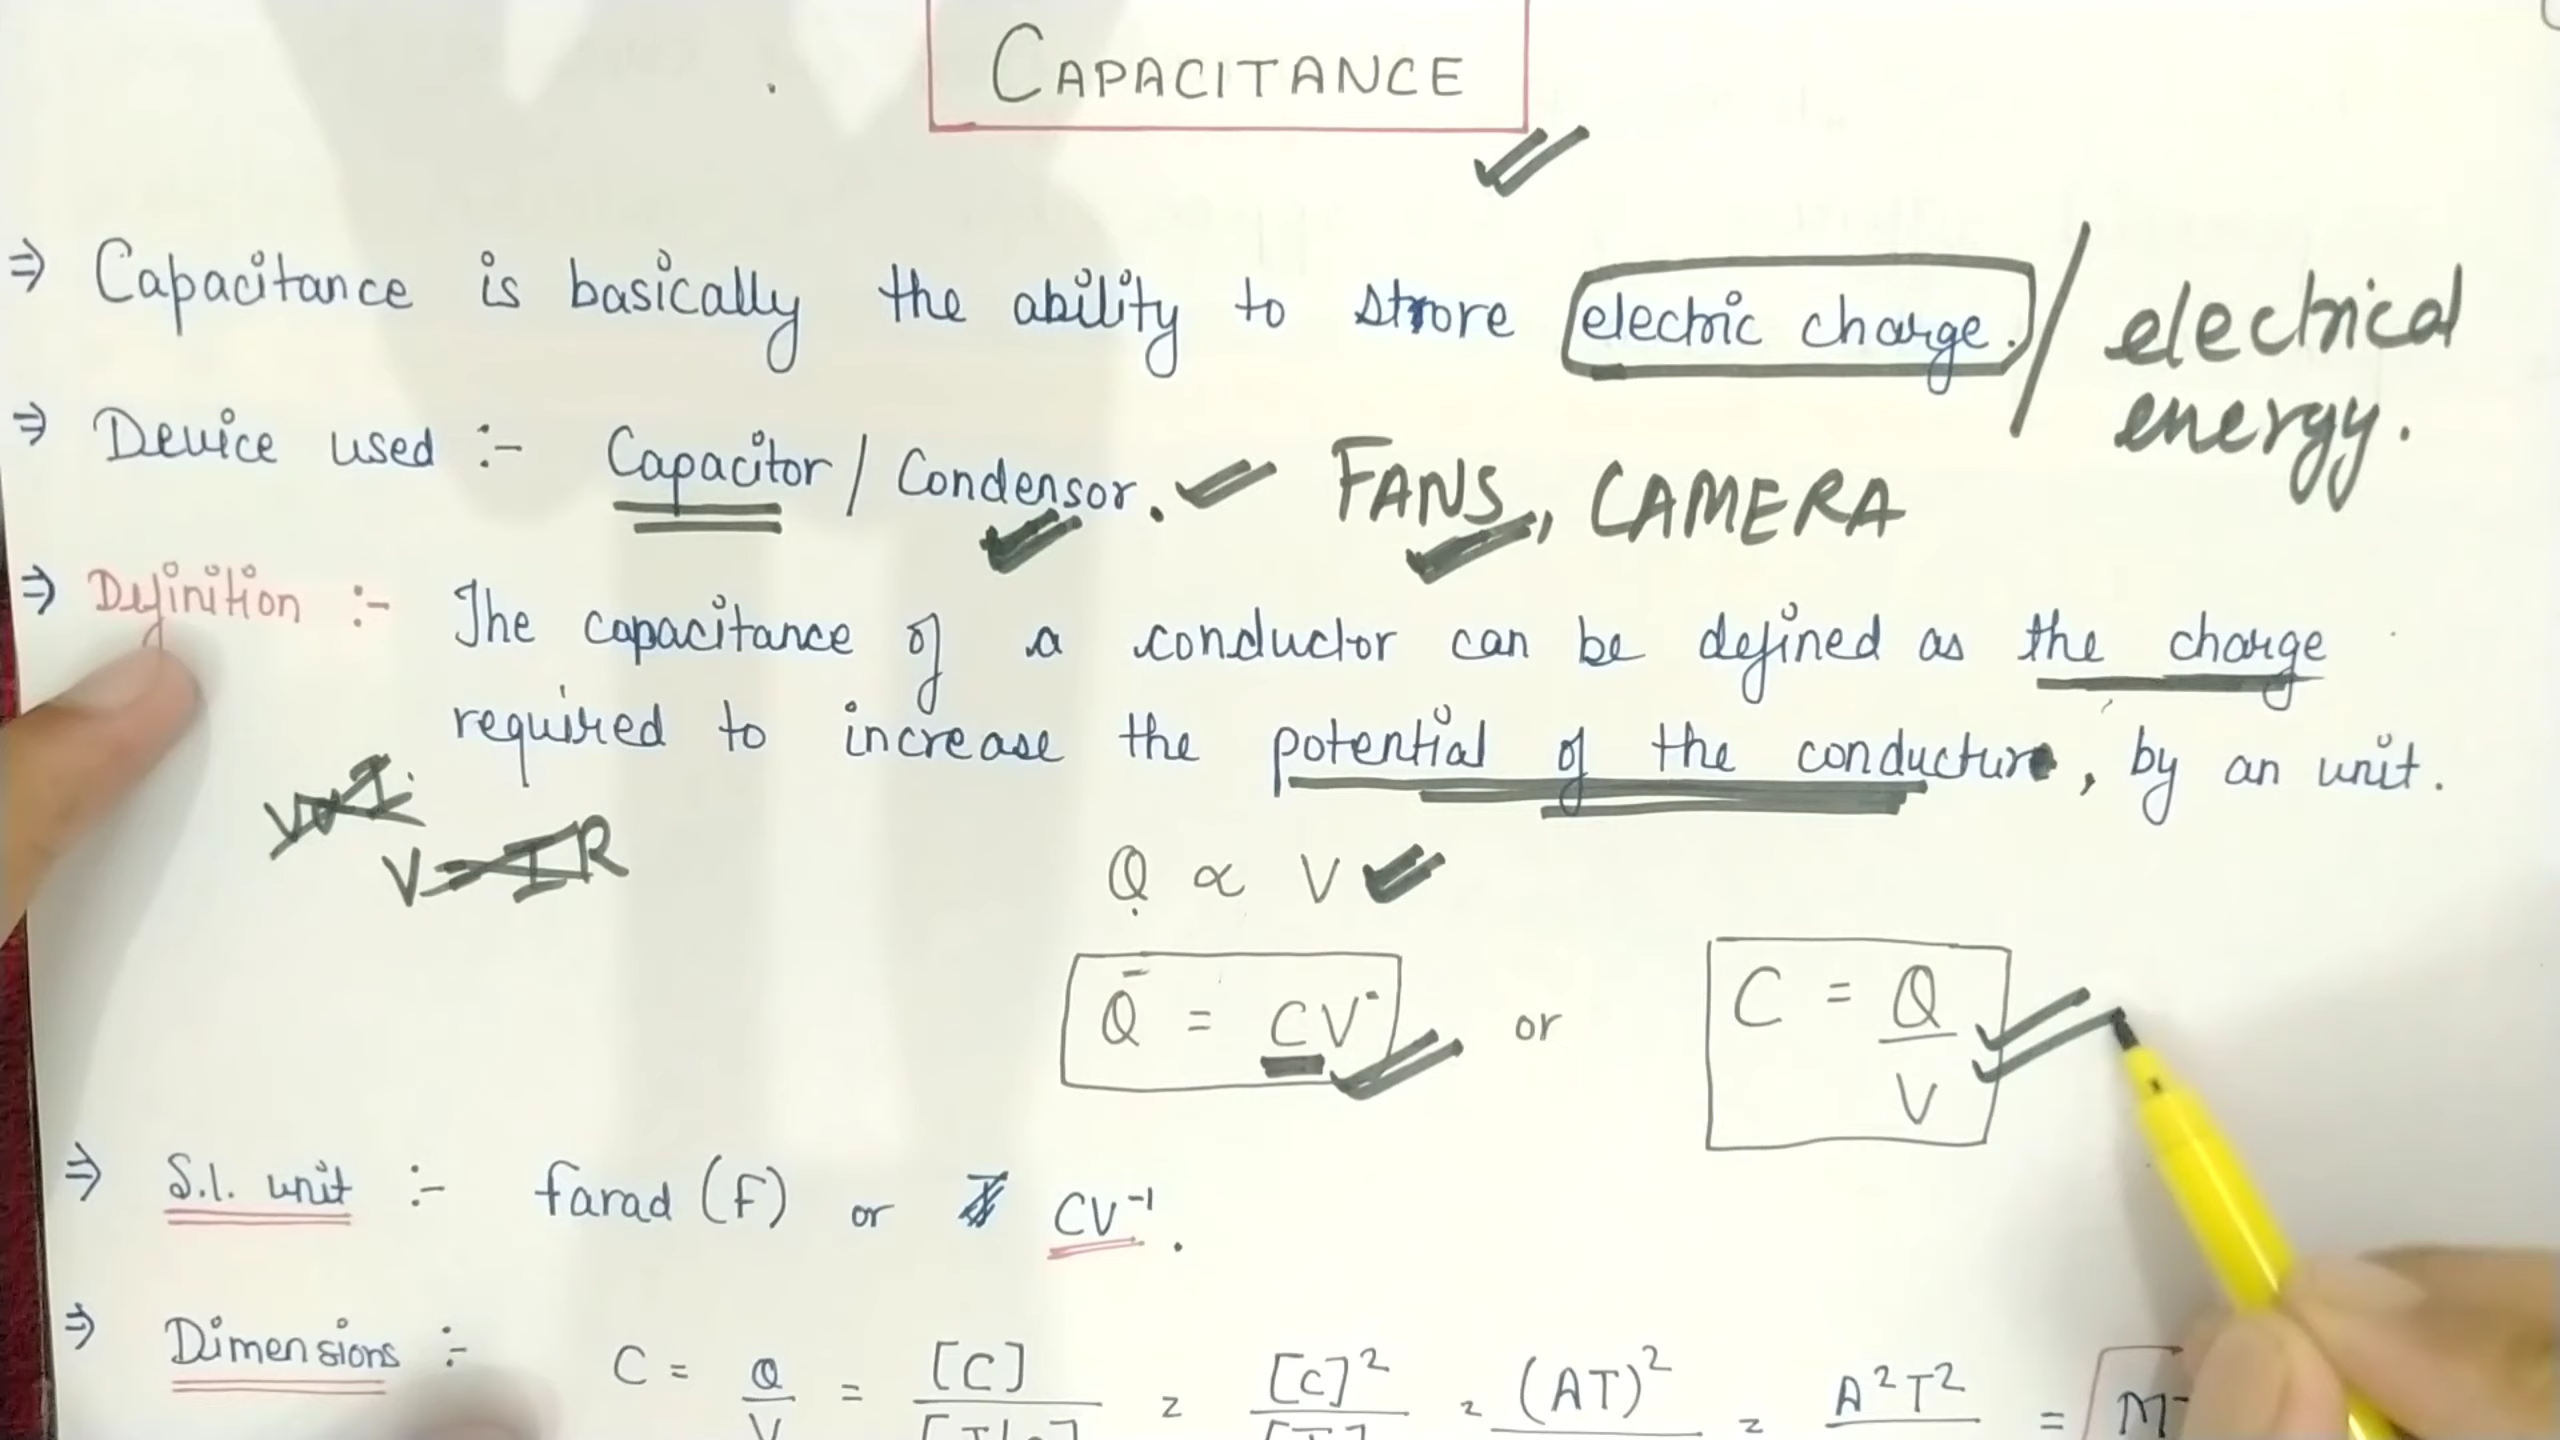 CAPACITANCE
⇒ Capacitance is basically the ability to strore electric charge. / electrical
energy.
⇒ Device used :- Capacitor / Condensor. FANS, CAMERA
⇒ Definition :- The capacitance of a conductor can be defined as the charge
required to increase the potential of the conducture, by an unit.
V=IR
Q ∝ V
Q = CV or C = Q/V
⇒ S.I. unit :- farad (F) or CV⁻¹.
⇒ Dimensions :- C = Q/V = [C] = [C]² = (AT)² = A²T² = M⁻